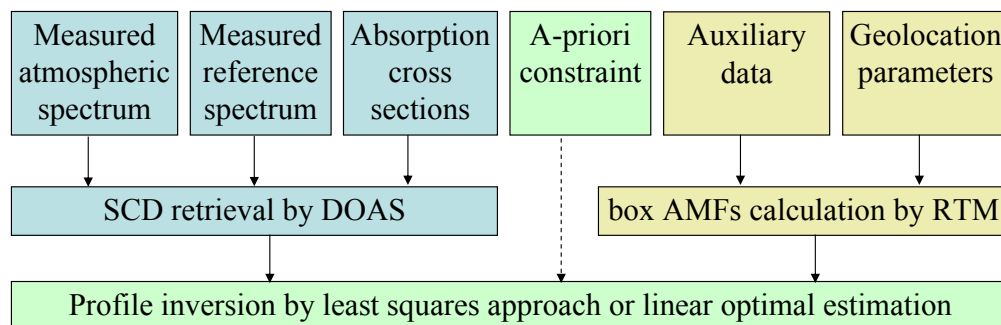 Measured
atmospheric
spectrum
Measured
reference
spectrum
Absorption
cross
sections
A-priori
constraint
Auxiliary
data
Geolocation
parameters
SCD retrieval by DOAS
box AMFs calculation by RTM
Profile inversion by least squares approach or linear optimal estimation